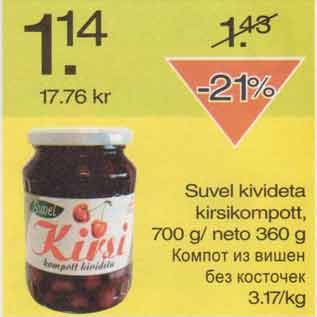 1.14
1.43
17.76 kr
-21%
Suvel
Kirsi
kompott kivideta
Suvel kivideta
kirsikompott,
700 g/ neto 360 g
Компот из вишен
без косточек
3.17/kg